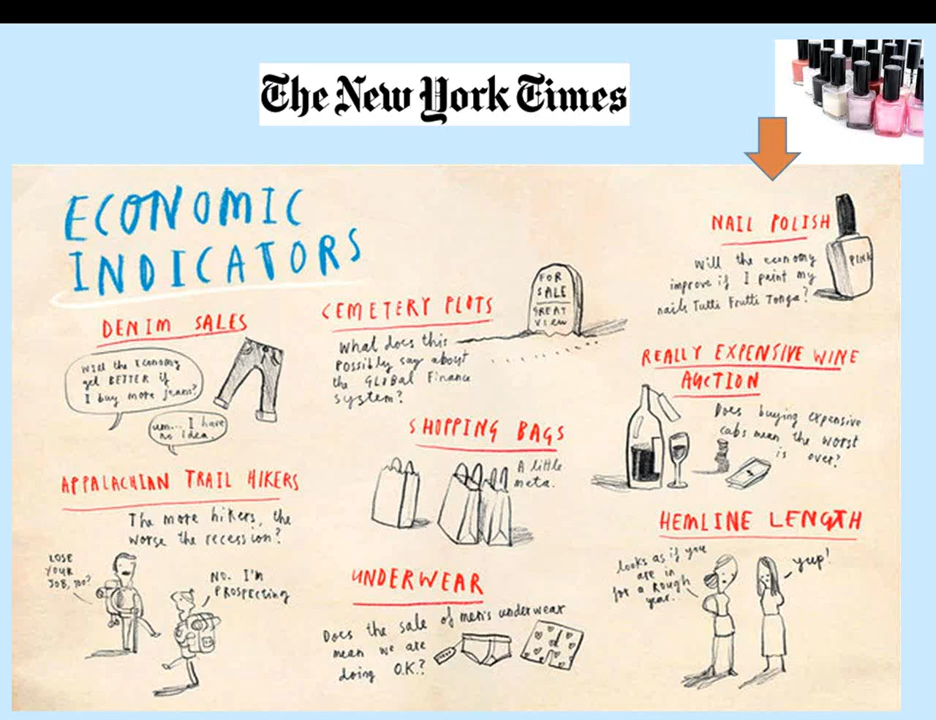 The New York Times
ECONOMIC
INDICATORS
DENIM SALES
Will the Economy
get BETTER if
I buy more jeans?
um... I have
no idea.
APPALACHIAN TRAIL HIKERS
The more hikers, the
worse the recession?
LOSE
YOUR
JOB, TOO?
NO. I'M
PROSPECTING
CEMETERY PLOTS
What does this
possibly say about
the GLOBAL Finance
system?
FOR
SALE
GREAT
VIEW
SHOPPING BAGS
A little
meta.
UNDERWEAR
Does the sale of men's underwear
mean we are
doing O.K.?
NAIL POLISH
Will the economy
improve if I paint my
nails Tutti Frutti Tonga?
PINK
REALLY EXPENSIVE WINE
AUCTION
Does buying expensive
cabs mean the worst
is over?
HEMLINE LENGTH
looks as if you
are in
for a Rough
year..
yup!